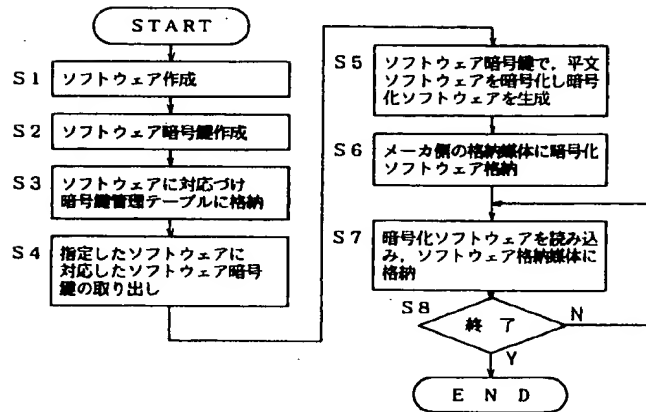 START
S1 ソフトウェア作成
S2 ソフトウェア暗号鍵作成
S3 ソフトウェアに対応づけ
暗号鍵管理テーブルに格納
S4 指定したソフトウェアに
対応したソフトウェア暗号
鍵の取り出し
S5 ソフトウェア暗号鍵で，平文
ソフトウェアを暗号化し暗号
化ソフトウェアを生成
S6 メーカ側の格納媒体に暗号化
ソフトウェア格納
S7 暗号化ソフトウェアを読み込
み，ソフトウェア格納媒体に
格納
S8
終了
N
Y
END